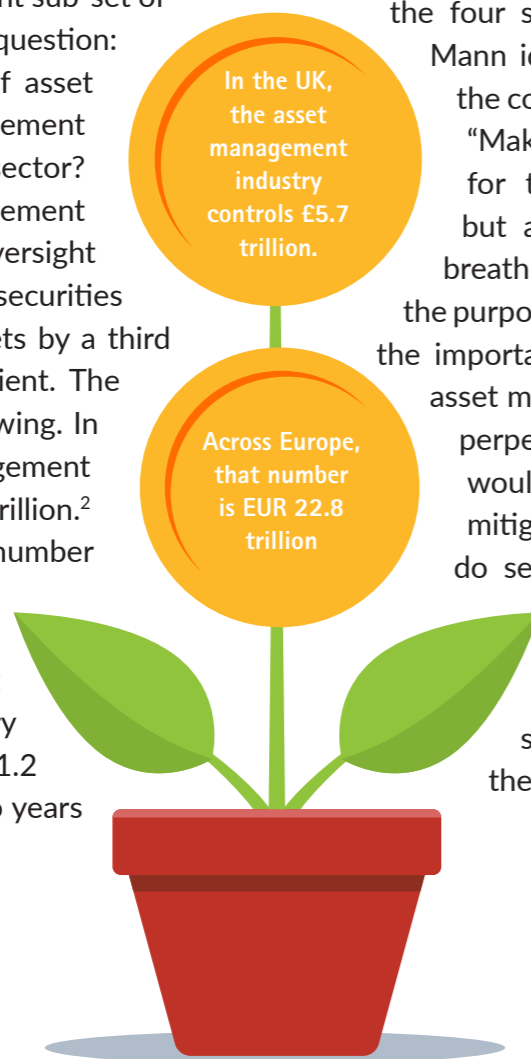 nt sub-set of
question:
f asset
ement
sector?
ement
versight
securities
ets by a third
ient. The
wing. In
gement
rillion.2
number
ry
1.2
years
In the UK,
the asset
management
industry
controls £5.7
trillion.
Across Europe,
that number
is EUR 22.8
trillion
the four s
Mann id
the co
“Mak
for t
but a
breath
the purpo
the importa
asset m
perpe
woul
mitig
do se
s
the